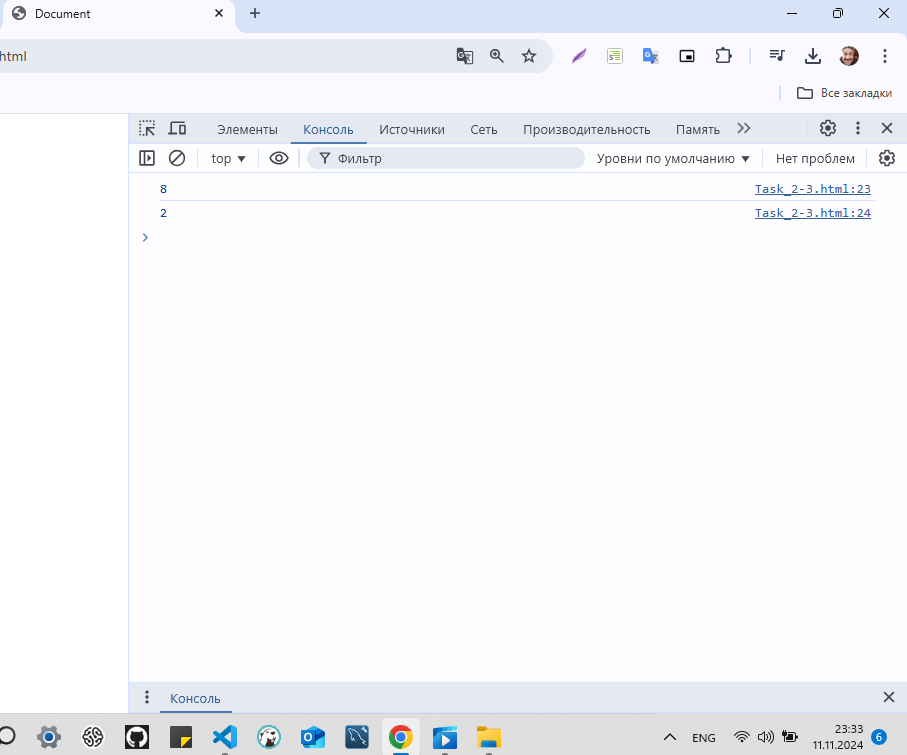 Document
html
Все закладки
Элементы Консоль Источники Сеть Производительность Память
top Фильтр Уровни по умолчанию Нет проблем
8 Task_2-3.html:23
2 Task_2-3.html:24
Консоль
ENG 23:33
11.11.2024 6